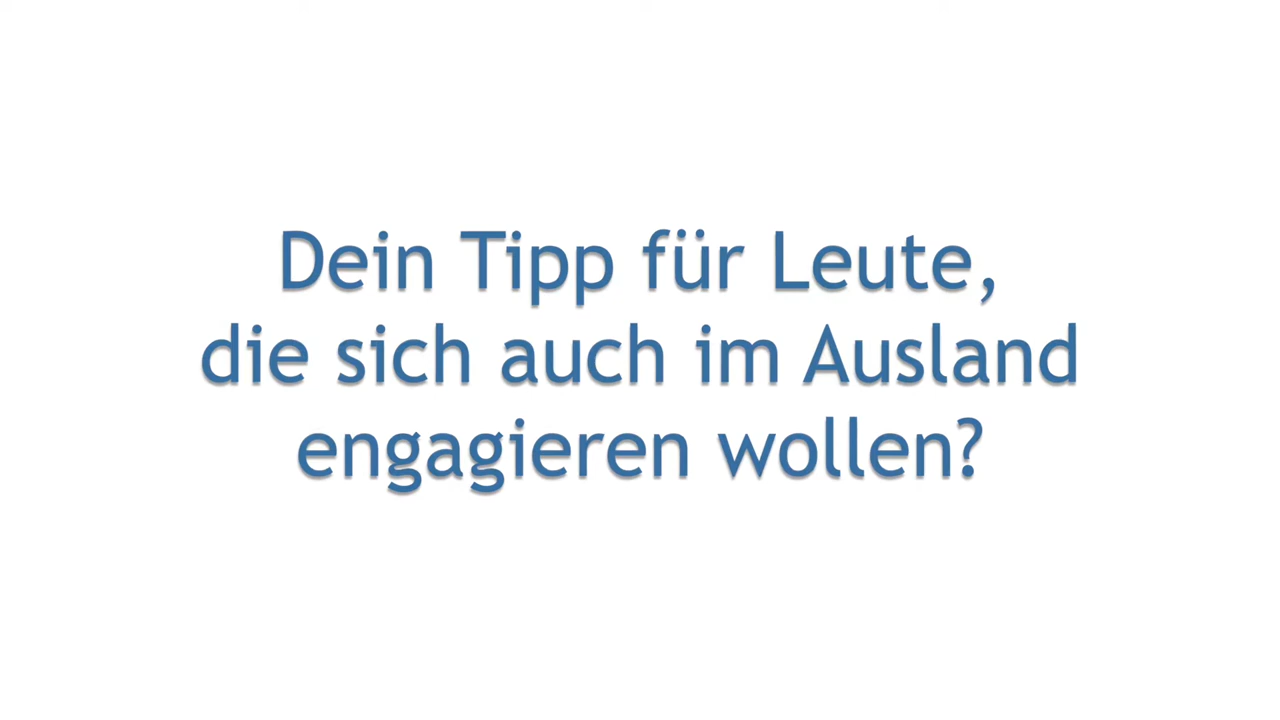 Dein Tipp für Leute,
die sich auch im Ausland
engagieren wollen?